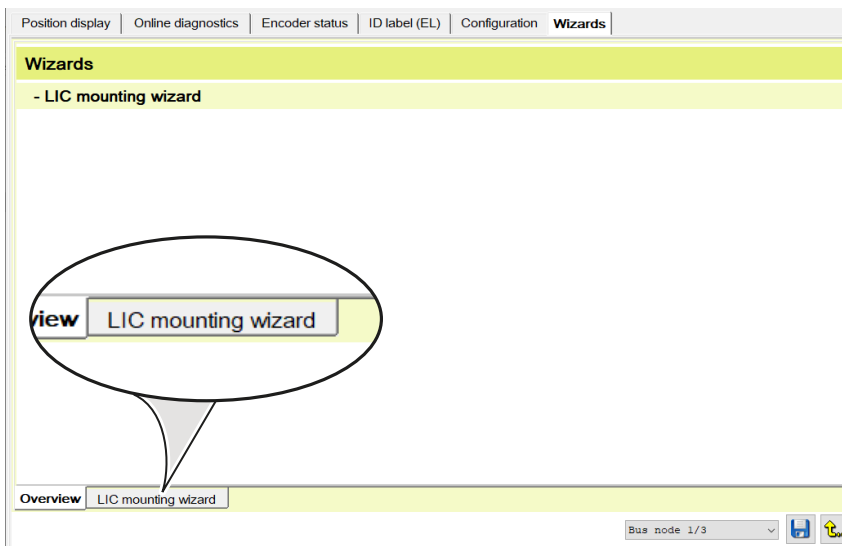 Position display Online diagnostics Encoder status ID label (EL) Configuration Wizards
Wizards
- LIC mounting wizard
view LIC mounting wizard
Overview LIC mounting wizard
Bus node 1/3